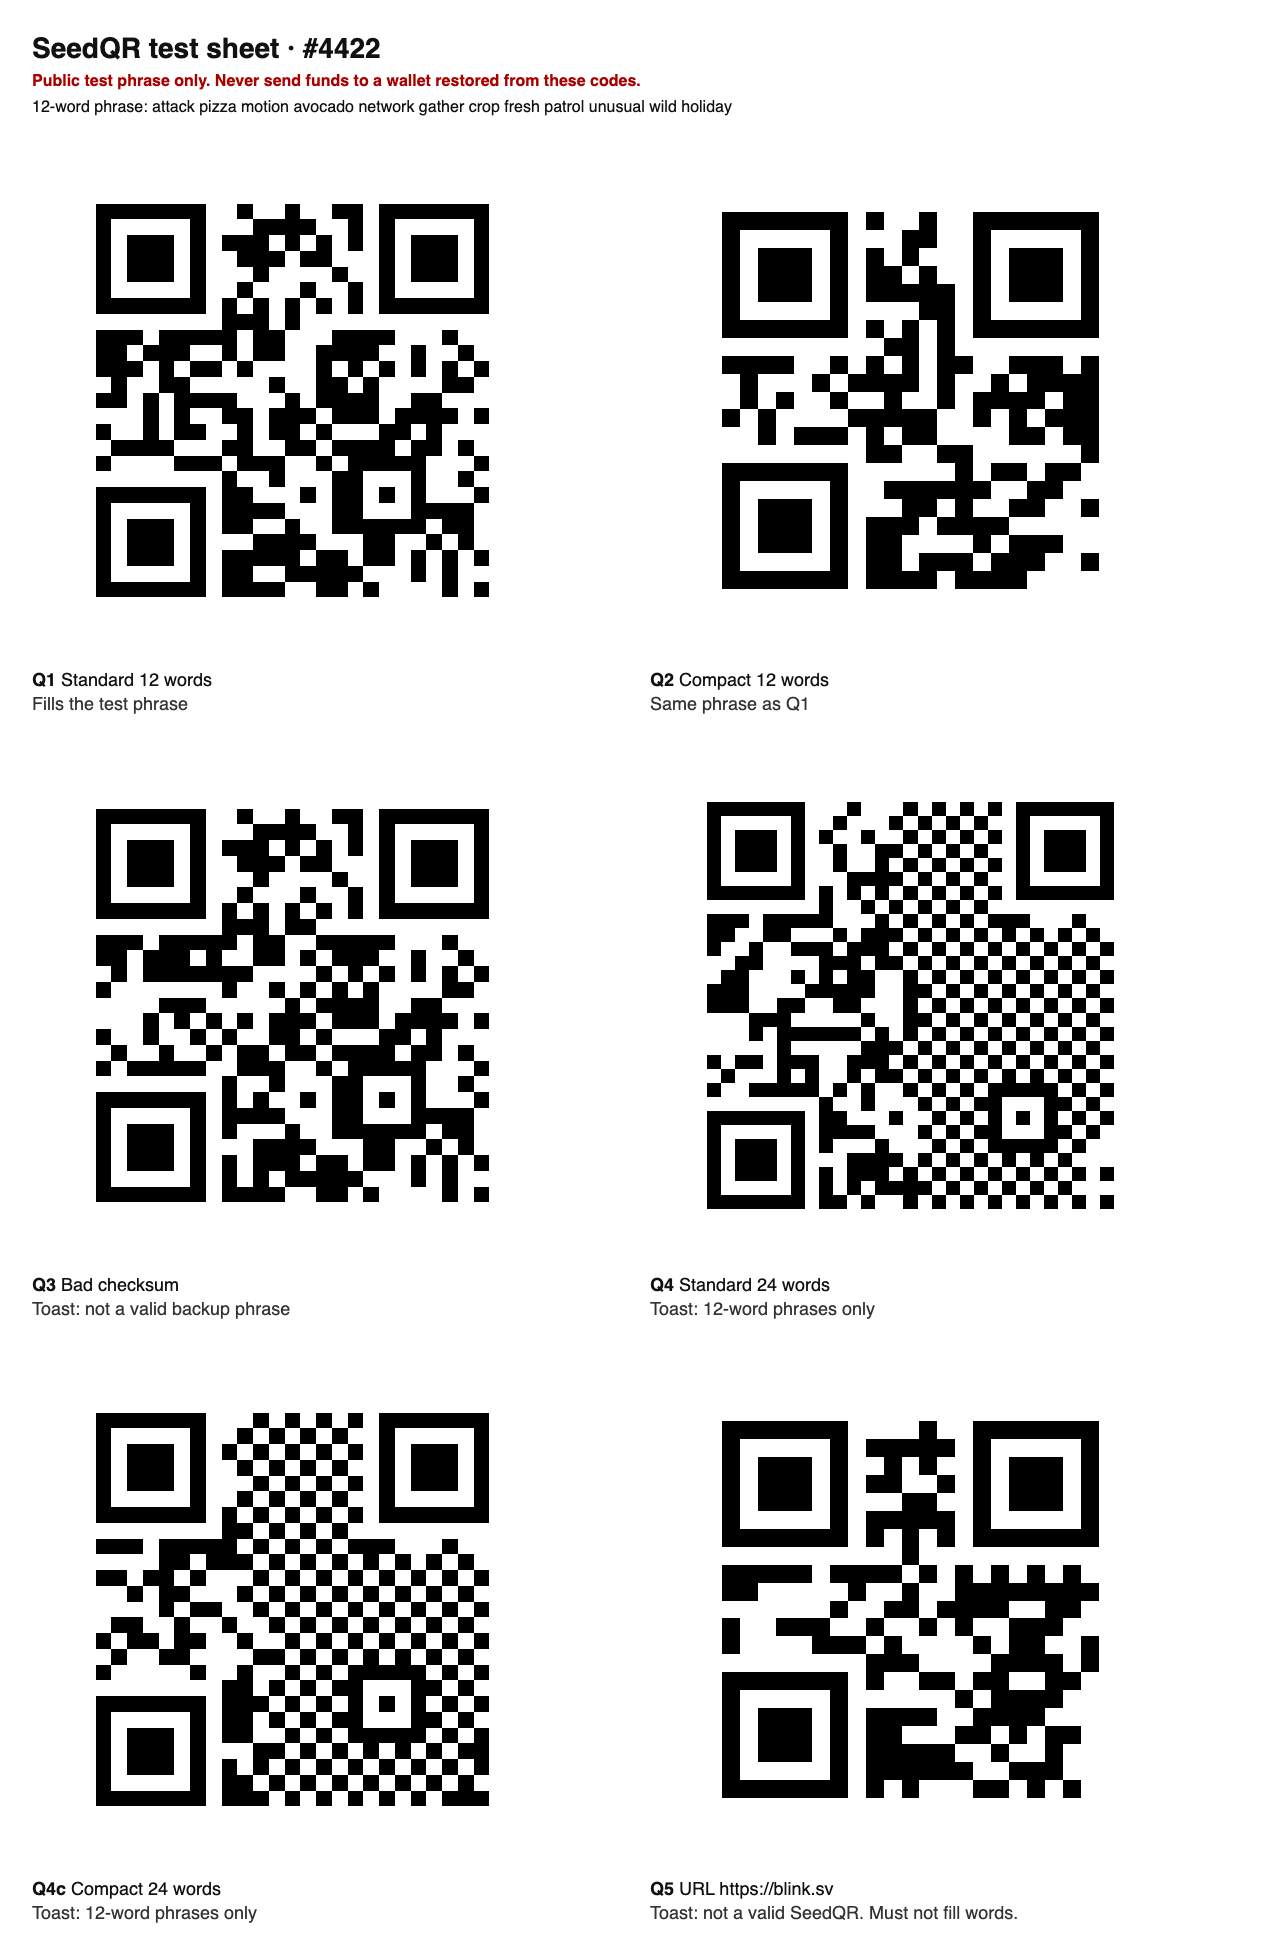 SeedQR test sheet · #4422
Public test phrase only. Never send funds to a wallet restored from these codes.
12-word phrase: attack pizza motion avocado network gather crop fresh patrol unusual wild holiday
Q1 Standard 12 words
Fills the test phrase
Q2 Compact 12 words
Same phrase as Q1
Q3 Bad checksum
Toast: not a valid backup phrase
Q4 Standard 24 words
Toast: 12-word phrases only
Q4c Compact 24 words
Toast: 12-word phrases only
Q5 URL https://blink.sv
Toast: not a valid SeedQR. Must not fill words.